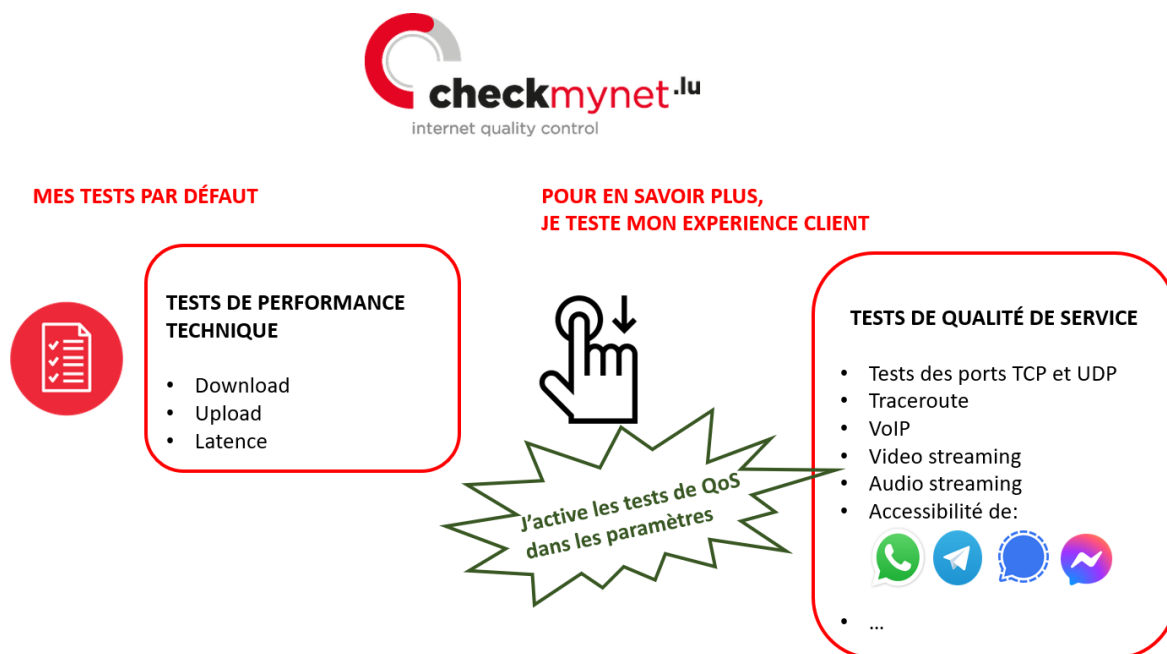 checkmynet.lu
internet quality control
MES TESTS PAR DÉFAUT
TESTS DE PERFORMANCE
TECHNIQUE
• Download
• Upload
• Latence
POUR EN SAVOIR PLUS,
JE TESTE MON EXPERIENCE CLIENT
J'active les tests de QoS
dans les paramètres
TESTS DE QUALITÉ DE SERVICE
• Tests des ports TCP et UDP
• Traceroute
• VoIP
• Video streaming
• Audio streaming
• Accessibilité de:
• ...